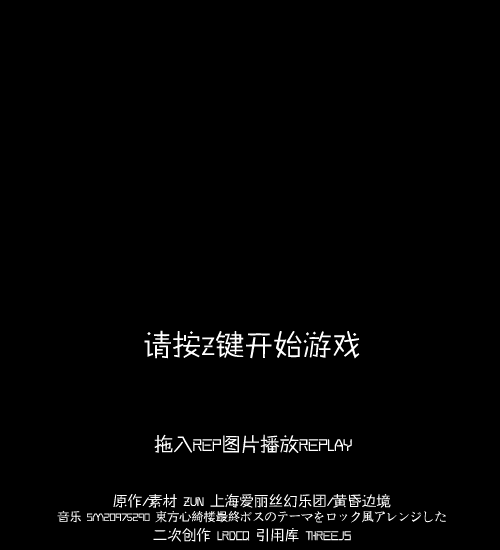 请按Z键开始游戏
拖入REP图片播放REPLAY
原作/素材 ZUN 上海爱丽丝幻乐团/黄昏边境
音乐 SM20975290 東方心綺楼最終ボスのテーマをロック風アレンジした
二次创作 LROCQ 引用库 THREEJS